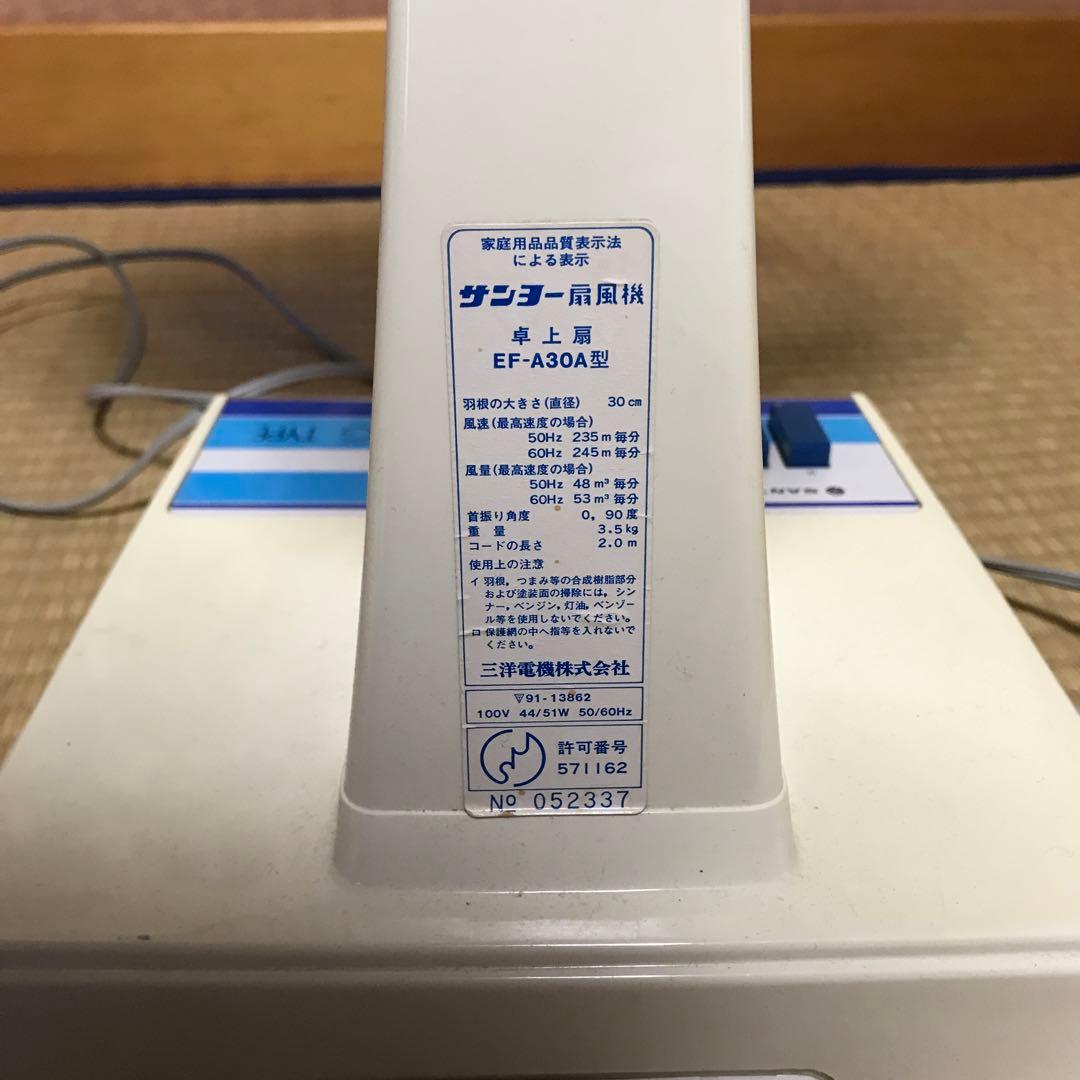 家庭用品品質表示法
による表示
サンヨー扇風機
卓上扇
EF-A30A型
羽根の大きさ(直径) 30cm
風速(最高速度の場合)
50Hz 235m毎分
60Hz 245m毎分
風量(最高速度の場合)
50Hz 48m³毎分
60Hz 53m³毎分
首振り角度 0,90度
重量 3.5kg
コードの長さ 2.0m
使用上の注意
イ 羽根,つまみ等の合成樹脂部分
および塗装面の掃除には,シン
ナー,ベンジン,灯油,ベンゾー
ル等を使用しないでください。
ロ 保護網の中へ指等を入れないで
ください。
三洋電機株式会社
▽91-13862
100V 44/51W 50/60Hz
許可番号
571162
Nº 052337
SAN